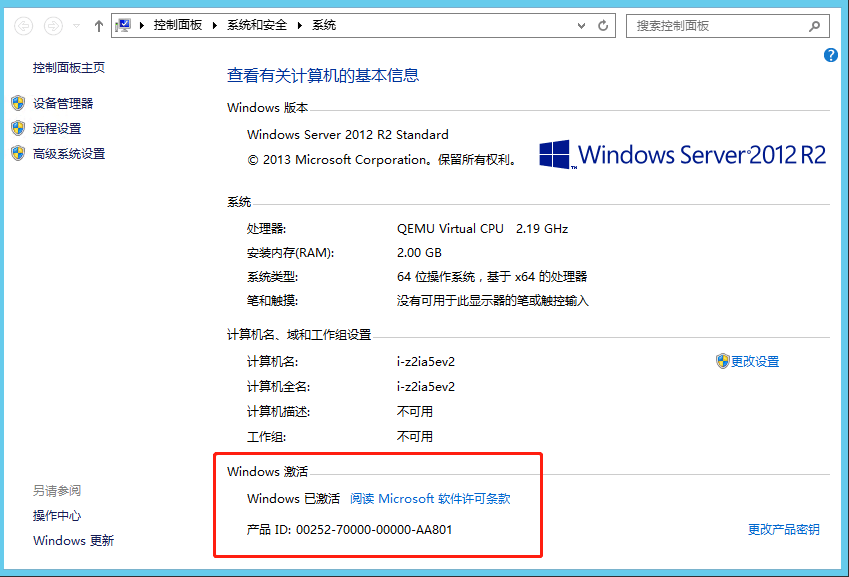 控制面板 系统和安全 系统
搜索控制面板
控制面板主页
设备管理器
远程设置
高级系统设置
查看有关计算机的基本信息
Windows 版本
Windows Server 2012 R2 Standard
© 2013 Microsoft Corporation。保留所有权利。
Windows Server 2012 R2
系统
处理器: QEMU Virtual CPU 2.19 GHz
安装内存(RAM): 2.00 GB
系统类型: 64 位操作系统，基于 x64 的处理器
笔和触摸: 没有可用于此显示器的笔或触控输入
计算机名、域和工作组设置
计算机名: i-z2ia5ev2 更改设置
计算机全名: i-z2ia5ev2
计算机描述: 不可用
工作组: 不可用
Windows 激活
Windows 已激活 阅读 Microsoft 软件许可条款
产品 ID: 00252-70000-00000-AA801 更改产品密钥
另请参阅
操作中心
Windows 更新